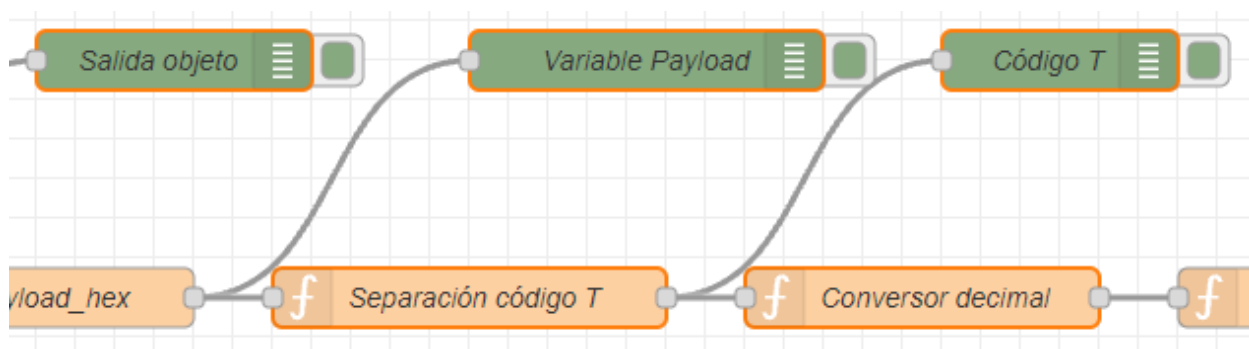 Salida objeto
Variable Payload
Código T
yload_hex
Separación código T
Conversor decimal